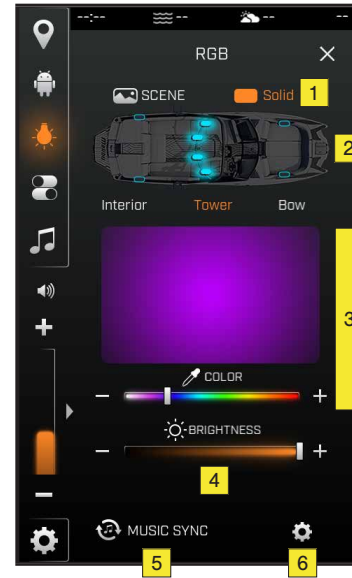 --:-- -- -- --
RGB
SCENE Solid 1
2
Interior Tower Bow
3
COLOR
- +
BRIGHTNESS
- +
4
MUSIC SYNC
5 6